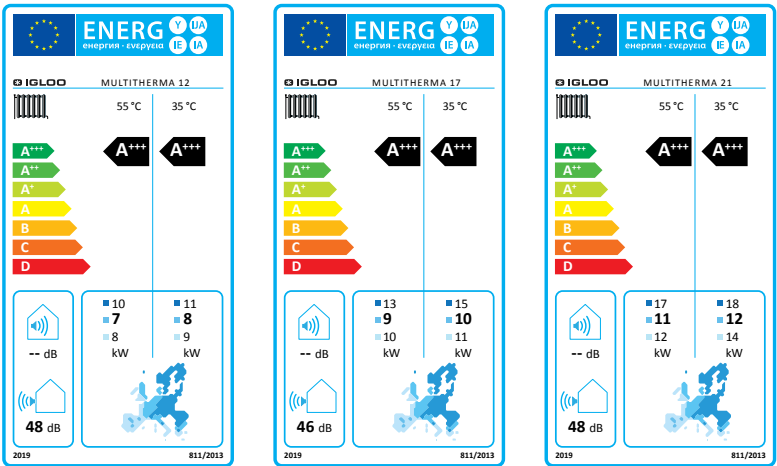 ENERG Y IJA
енергия · ενεργεια IE IA
IGLOO MULTITHERMA 12
55 °C 35 °C
A+++ A+++ A+++
A++
A+
A
B
C
D
10 11
7 8
8 9
kW kW
-- dB
48 dB
2019 811/2013
ENERG Y IJA
енергия · ενεργεια IE IA
IGLOO MULTITHERMA 17
55 °C 35 °C
A+++ A+++ A+++
A++
A+
A
B
C
D
13 15
9 10
10 11
kW kW
-- dB
46 dB
2019 811/2013
ENERG Y IJA
енергия · ενεργεια IE IA
IGLOO MULTITHERMA 21
55 °C 35 °C
A+++ A+++ A+++
A++
A+
A
B
C
D
17 18
11 12
12 14
kW kW
-- dB
48 dB
2019 811/2013